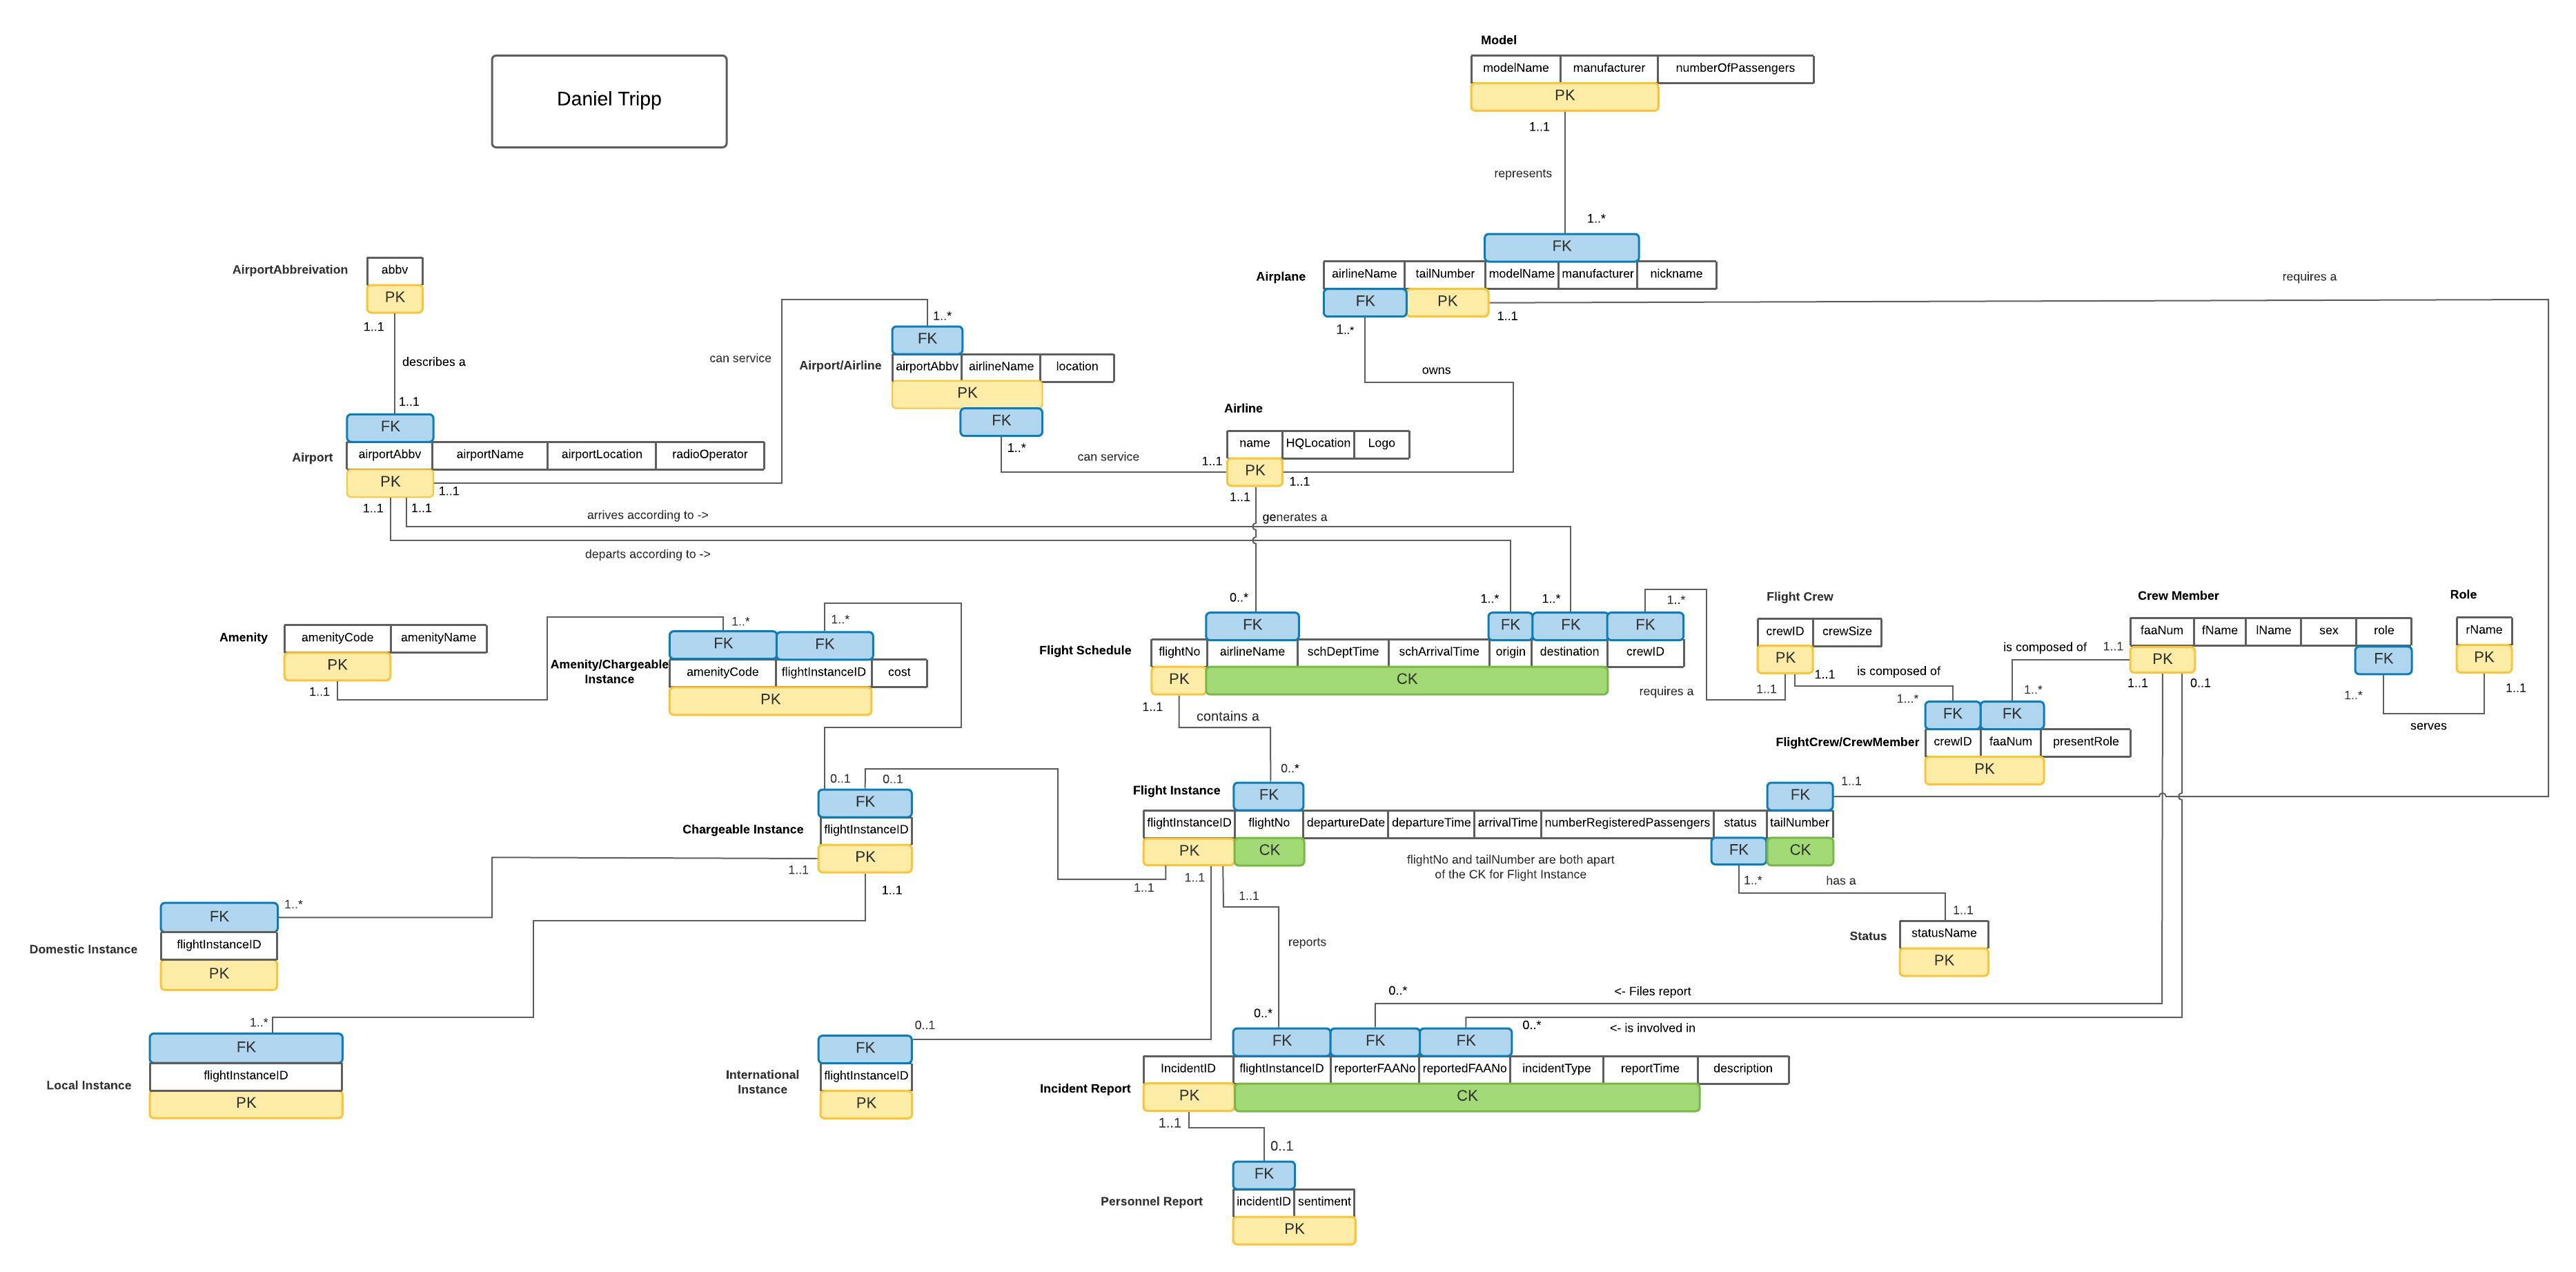 Daniel Tripp
Model
modelName manufacturer numberOfPassengers
PK
1..1
represents
1..*
FK
Airplane
airlineName tailNumber modelName manufacturer nickname
FK PK
1..* 1..1
requires a
owns
AirportAbbreivation
abbv
PK
1..1
describes a
1..1
FK
Airport
airportAbbv airportName airportLocation radioOperator
PK
1..1
1..1 1..1
can service
1..*
FK
Airport/Airline
airportAbbv airlineName location
PK
FK
1..*
can service
Airline
name HQLocation Logo
1..1
PK
1..1
1..1
arrives according to ->
generates a
departs according to ->
Amenity
amenityCode amenityName
PK
1..1
1..* 1..*
FK FK
Amenity/Chargeable
Instance
amenityCode flightInstanceID cost
PK
0..* 1..* 1..* 1..*
FK FK FK FK
Flight Schedule
flightNo airlineName schDeptTime schArrivalTime origin destination crewID
PK CK
1..1
contains a
requires a
Flight Crew
crewID crewSize
PK
1..1 1..1
is composed of
1..*
Crew Member
faaNum fName lName sex role
is composed of
1..1
PK FK
1..1 0..1
1..*
1..*
Role
rName
PK
1..1
serves
FK FK
FlightCrew/CrewMember
crewID faaNum presentRole
PK
0..1 0..1
FK
Chargeable Instance
flightInstanceID
PK
1..1
1..1
0..*
Flight Instance
FK FK
1..1
flightInstanceID flightNo departureDate departureTime arrivalTime numberRegisteredPassengers status tailNumber
PK CK FK CK
flightNo and tailNumber are both apart
of the CK for Flight Instance
1..1 1..1 1..1
1..*
has a
1..1
Status
statusName
PK
1..*
FK
Domestic Instance
flightInstanceID
PK
reports
1..*
FK
Local Instance
flightInstanceID
PK
0..1
FK
International
Instance
flightInstanceID
PK
0..*
0..*
<- Files report
0..*
<- is involved in
FK FK FK
Incident Report
IncidentID flightInstanceID reporterFAANo reportedFAANo incidentType reportTime description
PK CK
1..1
0..1
FK
Personnel Report
incidentID sentiment
PK